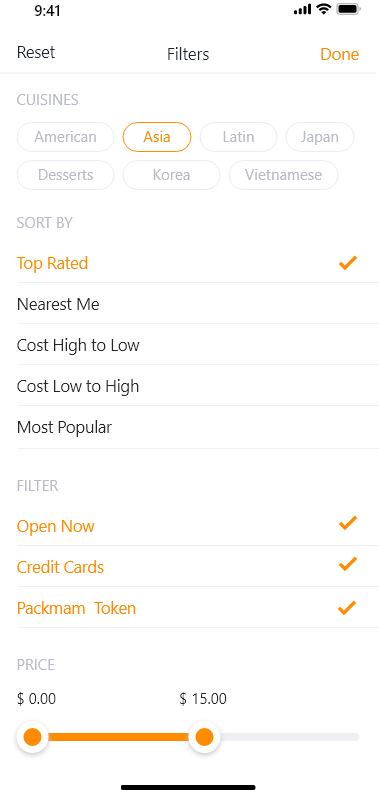 9:41
Reset Filters Done
CUISINES
American Asia Latin Japan
Desserts Korea Vietnamese
SORT BY
Top Rated
Nearest Me
Cost High to Low
Cost Low to High
Most Popular
FILTER
Open Now
Credit Cards
Packmam Token
PRICE
$ 0.00 $ 15.00